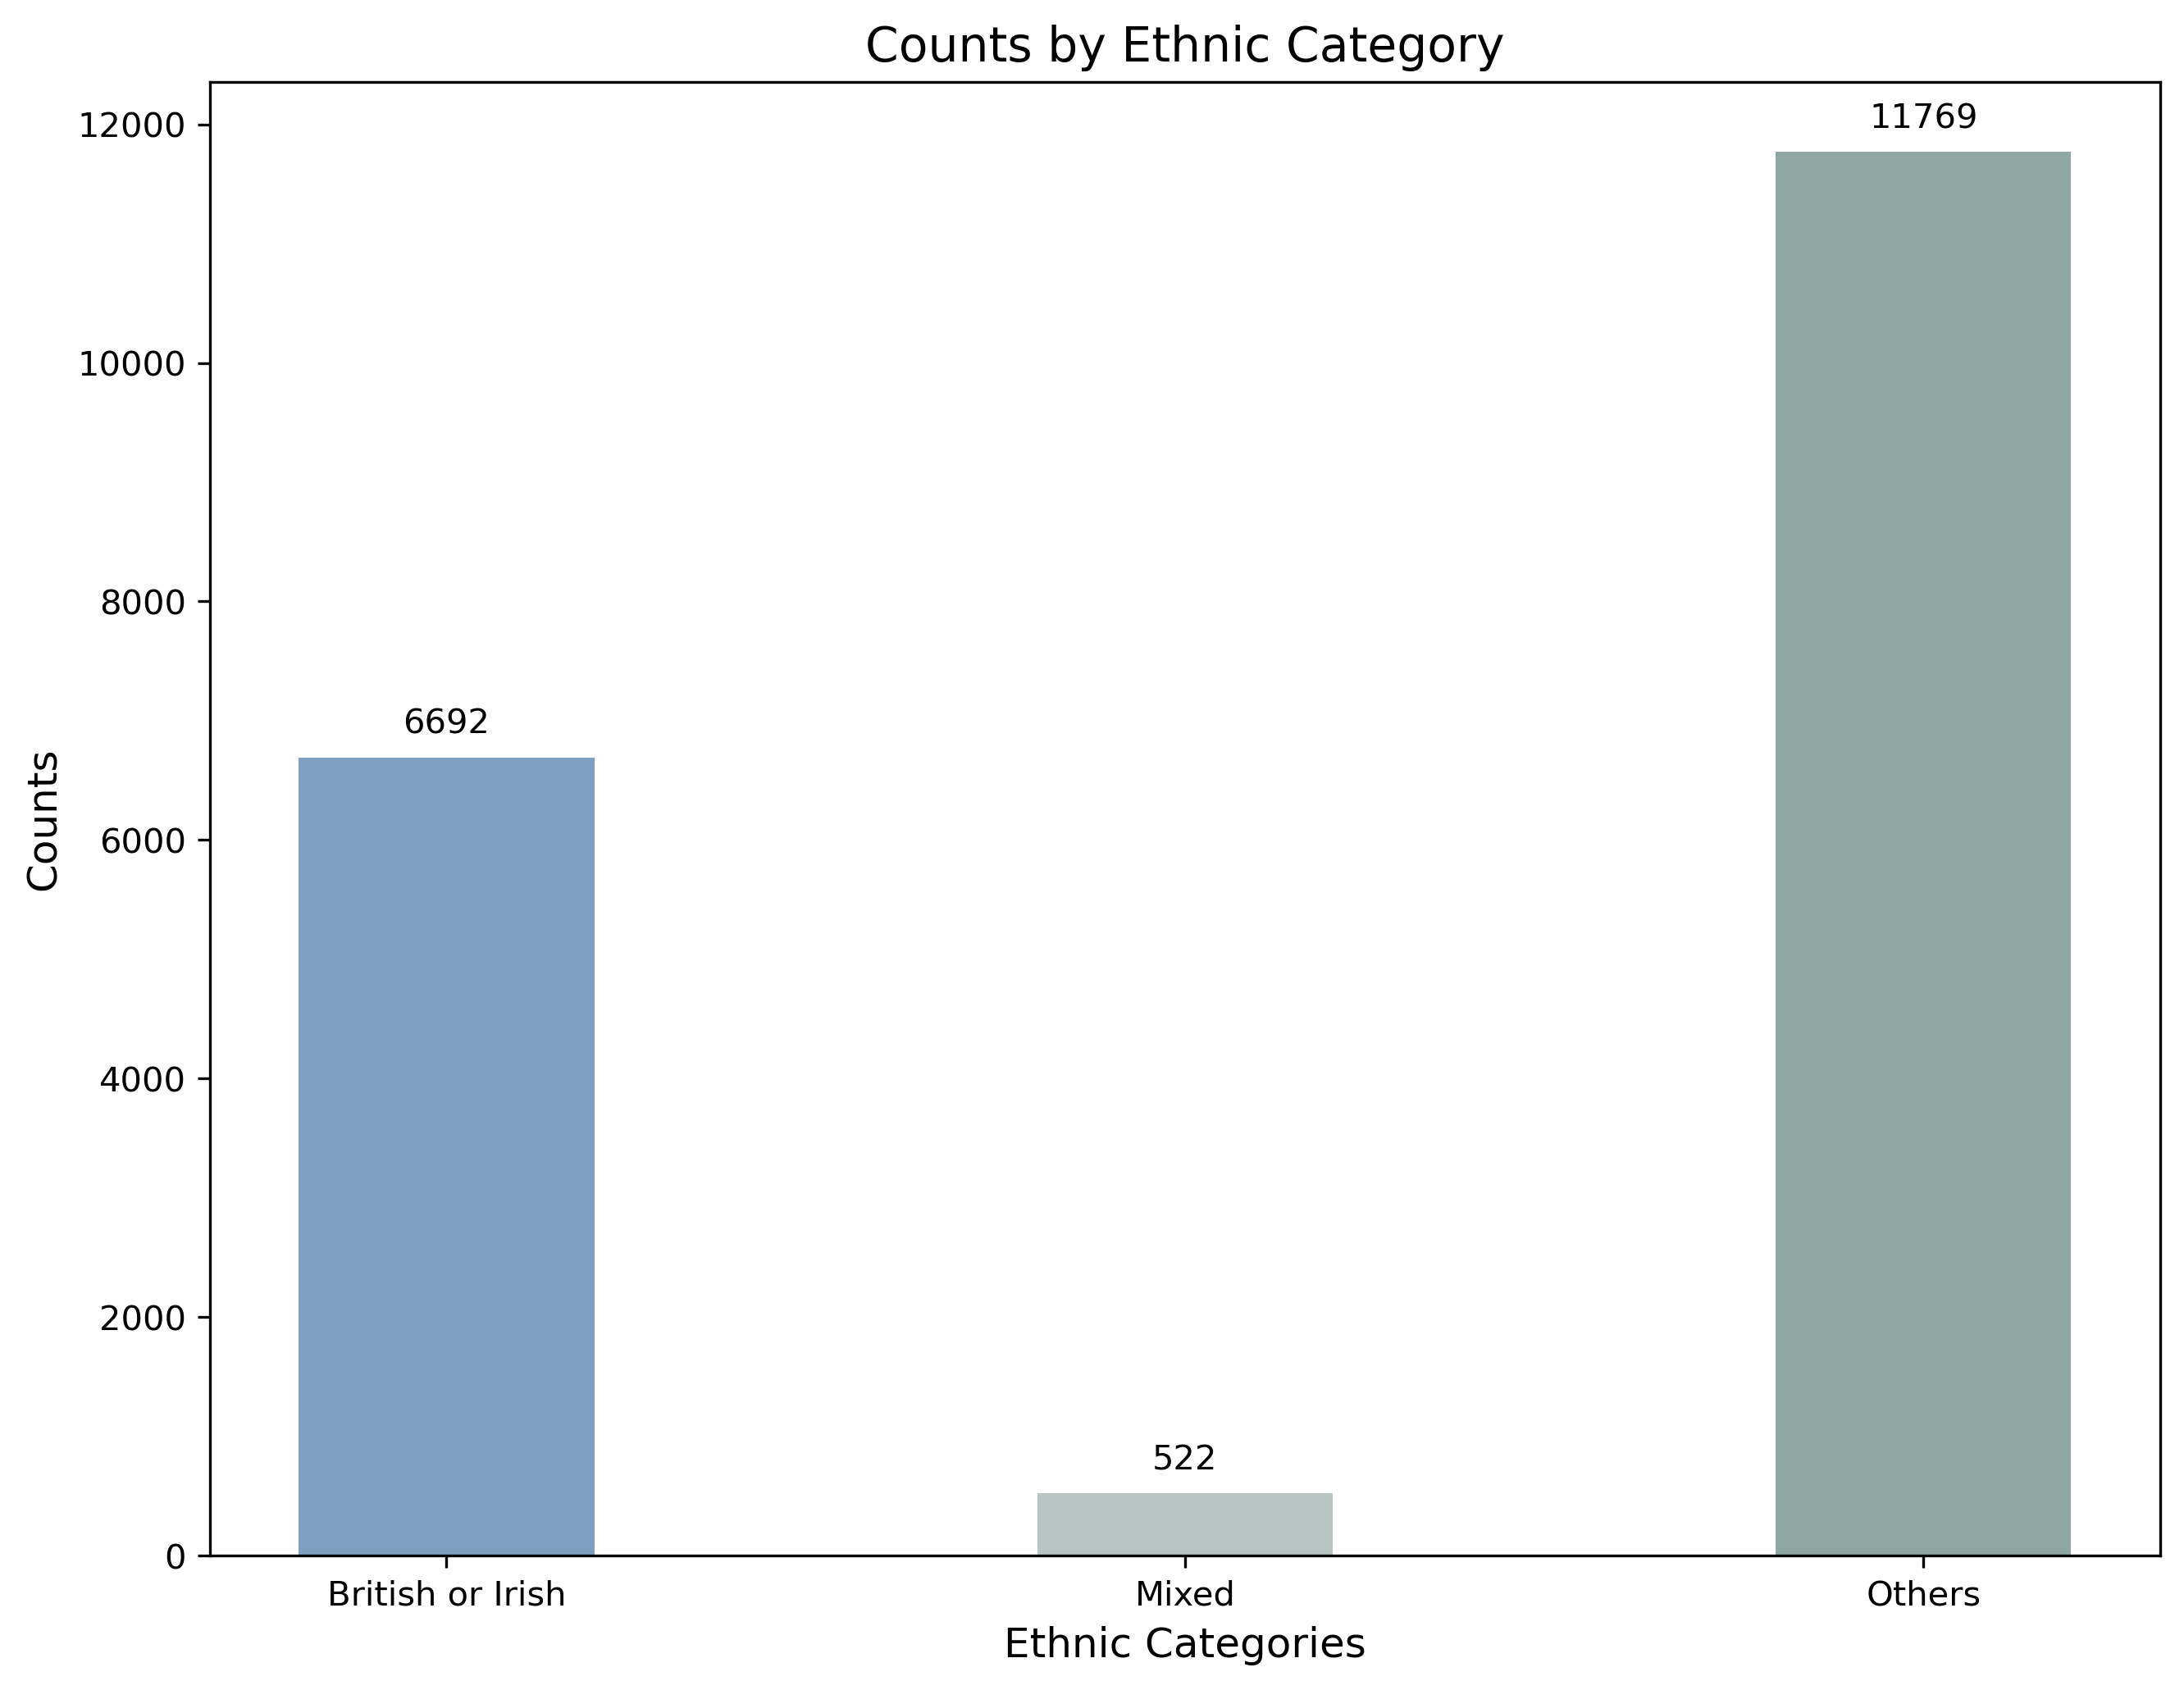 Counts by Ethnic Category
12000
10000
8000
6000
4000
2000
0
Counts
6692
522
11769
British or Irish
Mixed
Others
Ethnic Categories